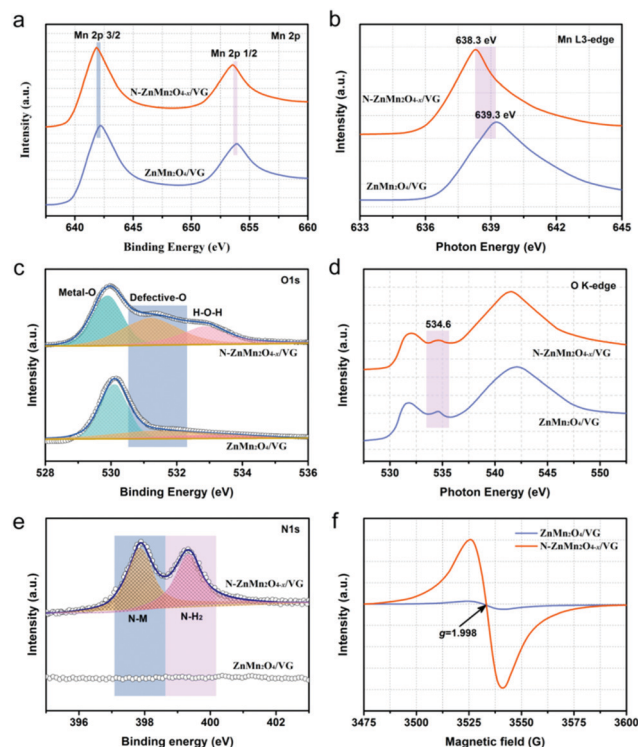 a
Mn 2p 3/2
Mn 2p
Mn 2p 1/2
N-ZnMn₂O₄₋ₓ/VG
ZnMn₂O₄/VG
Intensity (a.u.)
640 645 650 655 660
Binding Energy (eV)
b
638.3 eV
Mn L3-edge
N-ZnMn₂O₄₋ₓ/VG
639.3 eV
ZnMn₂O₄/VG
Intensity (a.u.)
633 636 639 642 645
Photon Energy (eV)
c
O1s
Metal-O
Defective-O
H-O-H
N-ZnMn₂O₄₋ₓ/VG
ZnMn₂O₄/VG
Intensity (a.u.)
528 530 532 534 536
Binding Energy (eV)
d
O K-edge
534.6
N-ZnMn₂O₄₋ₓ/VG
ZnMn₂O₄/VG
Intensity (a.u.)
530 535 540 545 550
Photon Energy (eV)
e
N1s
N-ZnMn₂O₄₋ₓ/VG
N-M
N-H₂
ZnMn₂O₄/VG
Intensity (a.u.)
396 398 400 402
Binding energy (eV)
f
ZnMn₂O₄/VG
N-ZnMn₂O₄₋ₓ/VG
g=1.998
Intensity (a.u.)
3475 3500 3525 3550 3575 3600
Magnetic field (G)